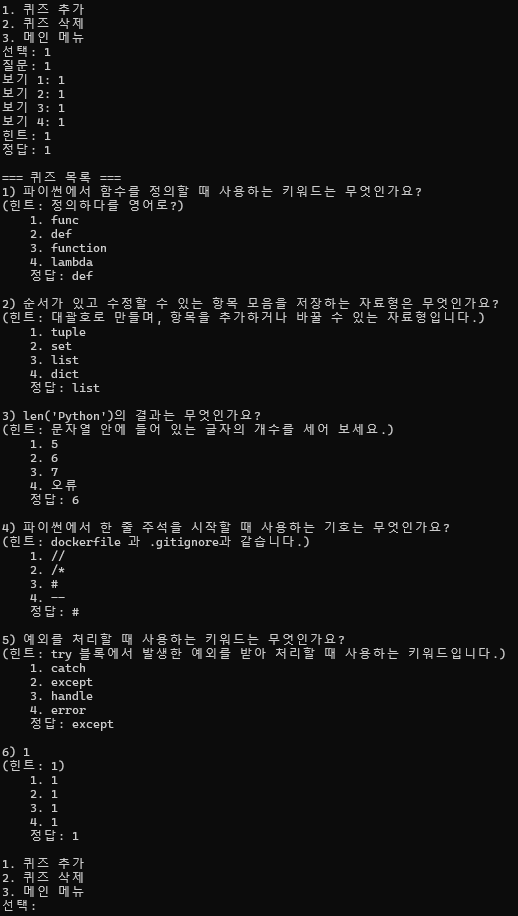 1. 퀴즈 추가
2. 퀴즈 삭제
3. 메인 메뉴
선택: 1
질문: 1
보기 1: 1
보기 2: 1
보기 3: 1
보기 4: 1
힌트: 1
정답: 1
=== 퀴즈 목록 ===
1) 파이썬에서 함수를 정의할 때 사용하는 키워드는 무엇인가요?
(힌트: 정의하다를 영어로?)
1. func
2. def
3. function
4. lambda
정답: def
2) 순서가 있고 수정할 수 있는 항목 모음을 저장하는 자료형은 무엇인가요?
(힌트: 대괄호로 만들며, 항목을 추가하거나 바꿀 수 있는 자료형입니다.)
1. tuple
2. set
3. list
4. dict
정답: list
3) len('Python')의 결과는 무엇인가요?
(힌트: 문자열 안에 들어 있는 글자의 개수를 세어 보세요.)
1. 5
2. 6
3. 7
4. 오류
정답: 6
4) 파이썬에서 한 줄 주석을 시작할 때 사용하는 기호는 무엇인가요?
(힌트: dockerfile 과 .gitignore과 같습니다.)
1. //
2. /*
3. #
4. --
정답: #
5) 예외를 처리할 때 사용하는 키워드는 무엇인가요?
(힌트: try 블록에서 발생한 예외를 받아 처리할 때 사용하는 키워드입니다.)
1. catch
2. except
3. handle
4. error
정답: except
6) 1
(힌트: 1)
1. 1
2. 1
3. 1
4. 1
정답: 1
1. 퀴즈 추가
2. 퀴즈 삭제
3. 메인 메뉴
선택: